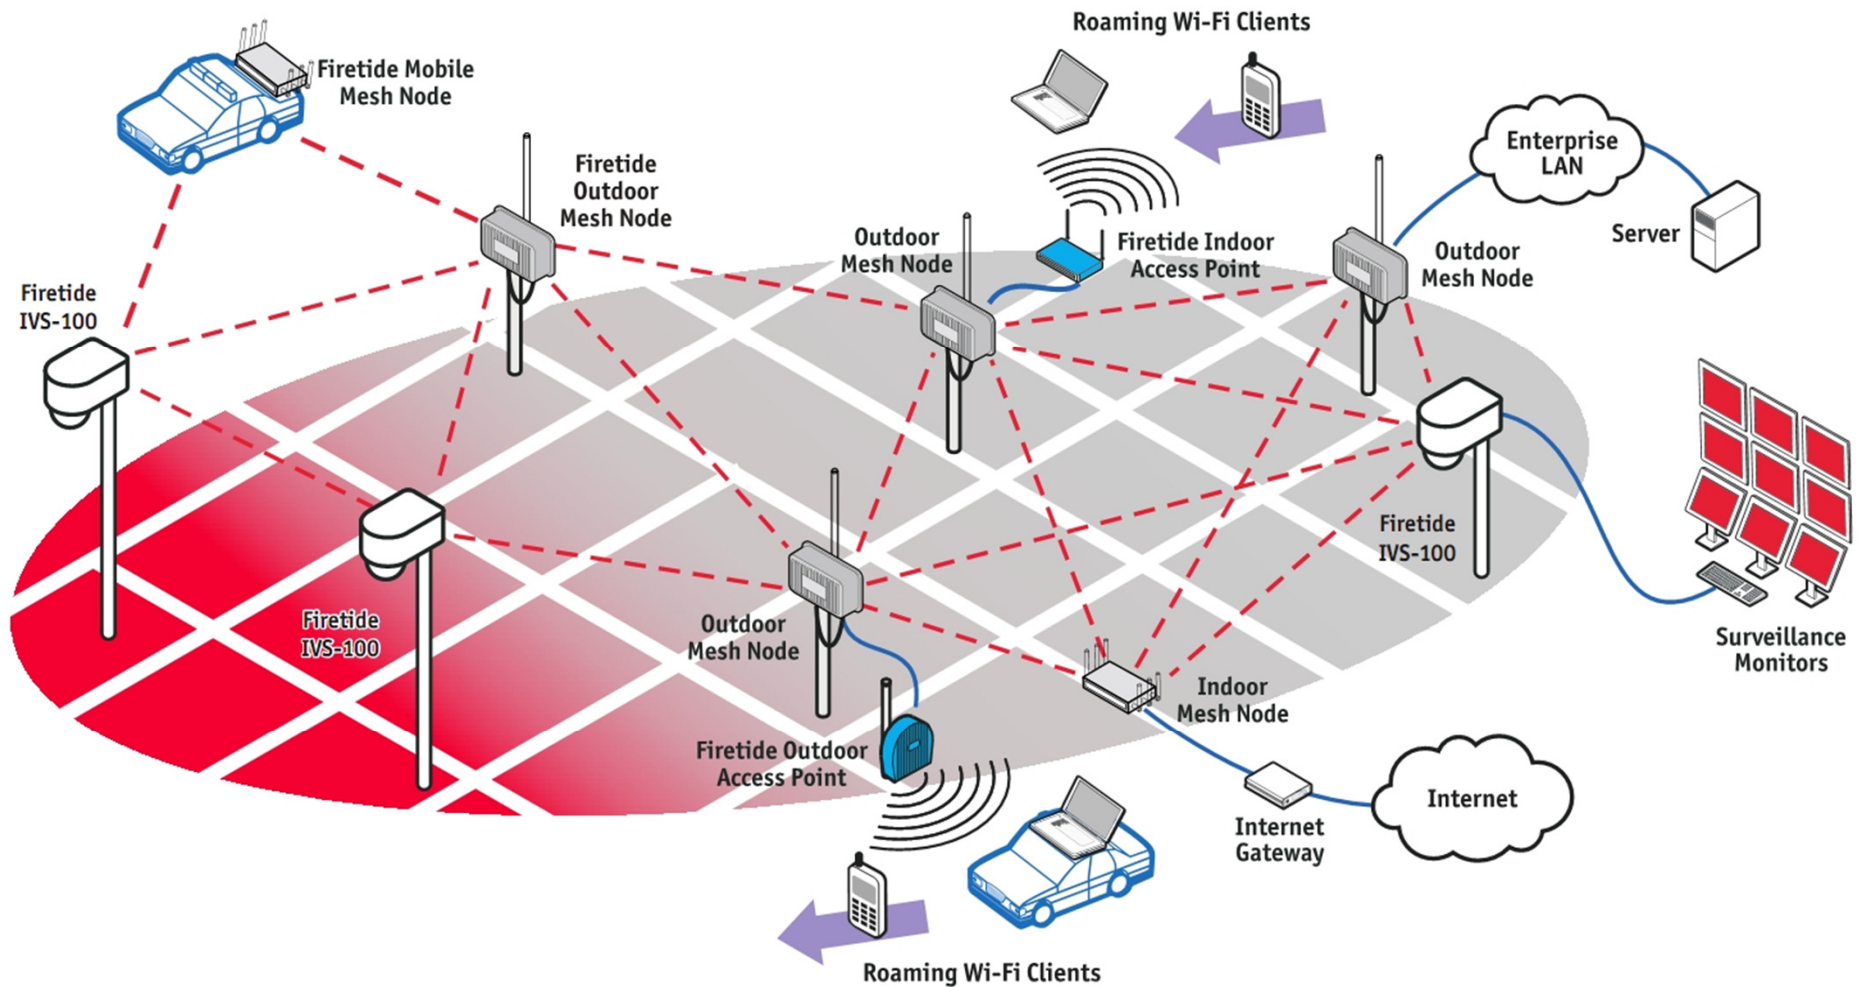 Roaming Wi-Fi Clients
Firetide Mobile
Mesh Node
Enterprise
LAN
Firetide
Outdoor
Mesh Node
Server
Outdoor
Mesh Node
Firetide Indoor
Access Point
Outdoor
Mesh Node
Firetide
IVS-100
Firetide
IVS-100
Firetide
IVS-100
Outdoor
Mesh Node
Surveillance
Monitors
Indoor
Mesh Node
Firetide Outdoor
Access Point
Internet
Internet
Gateway
Roaming Wi-Fi Clients